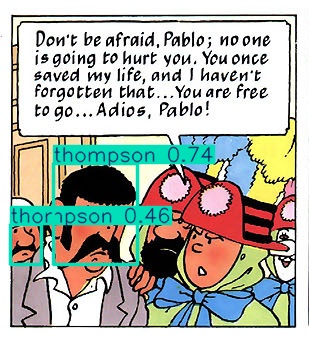 Don't be afraid, Pablo; no one
is going to hurt you. You once
saved my life, and I haven't
forgotten that...You are free
to go...Adios, Pablo!
thompson 0.74
thompson 0.46